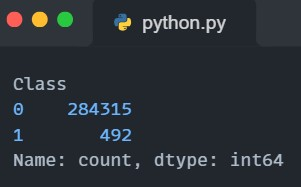 python.py
Class
0    284315
1       492
Name: count, dtype: int64